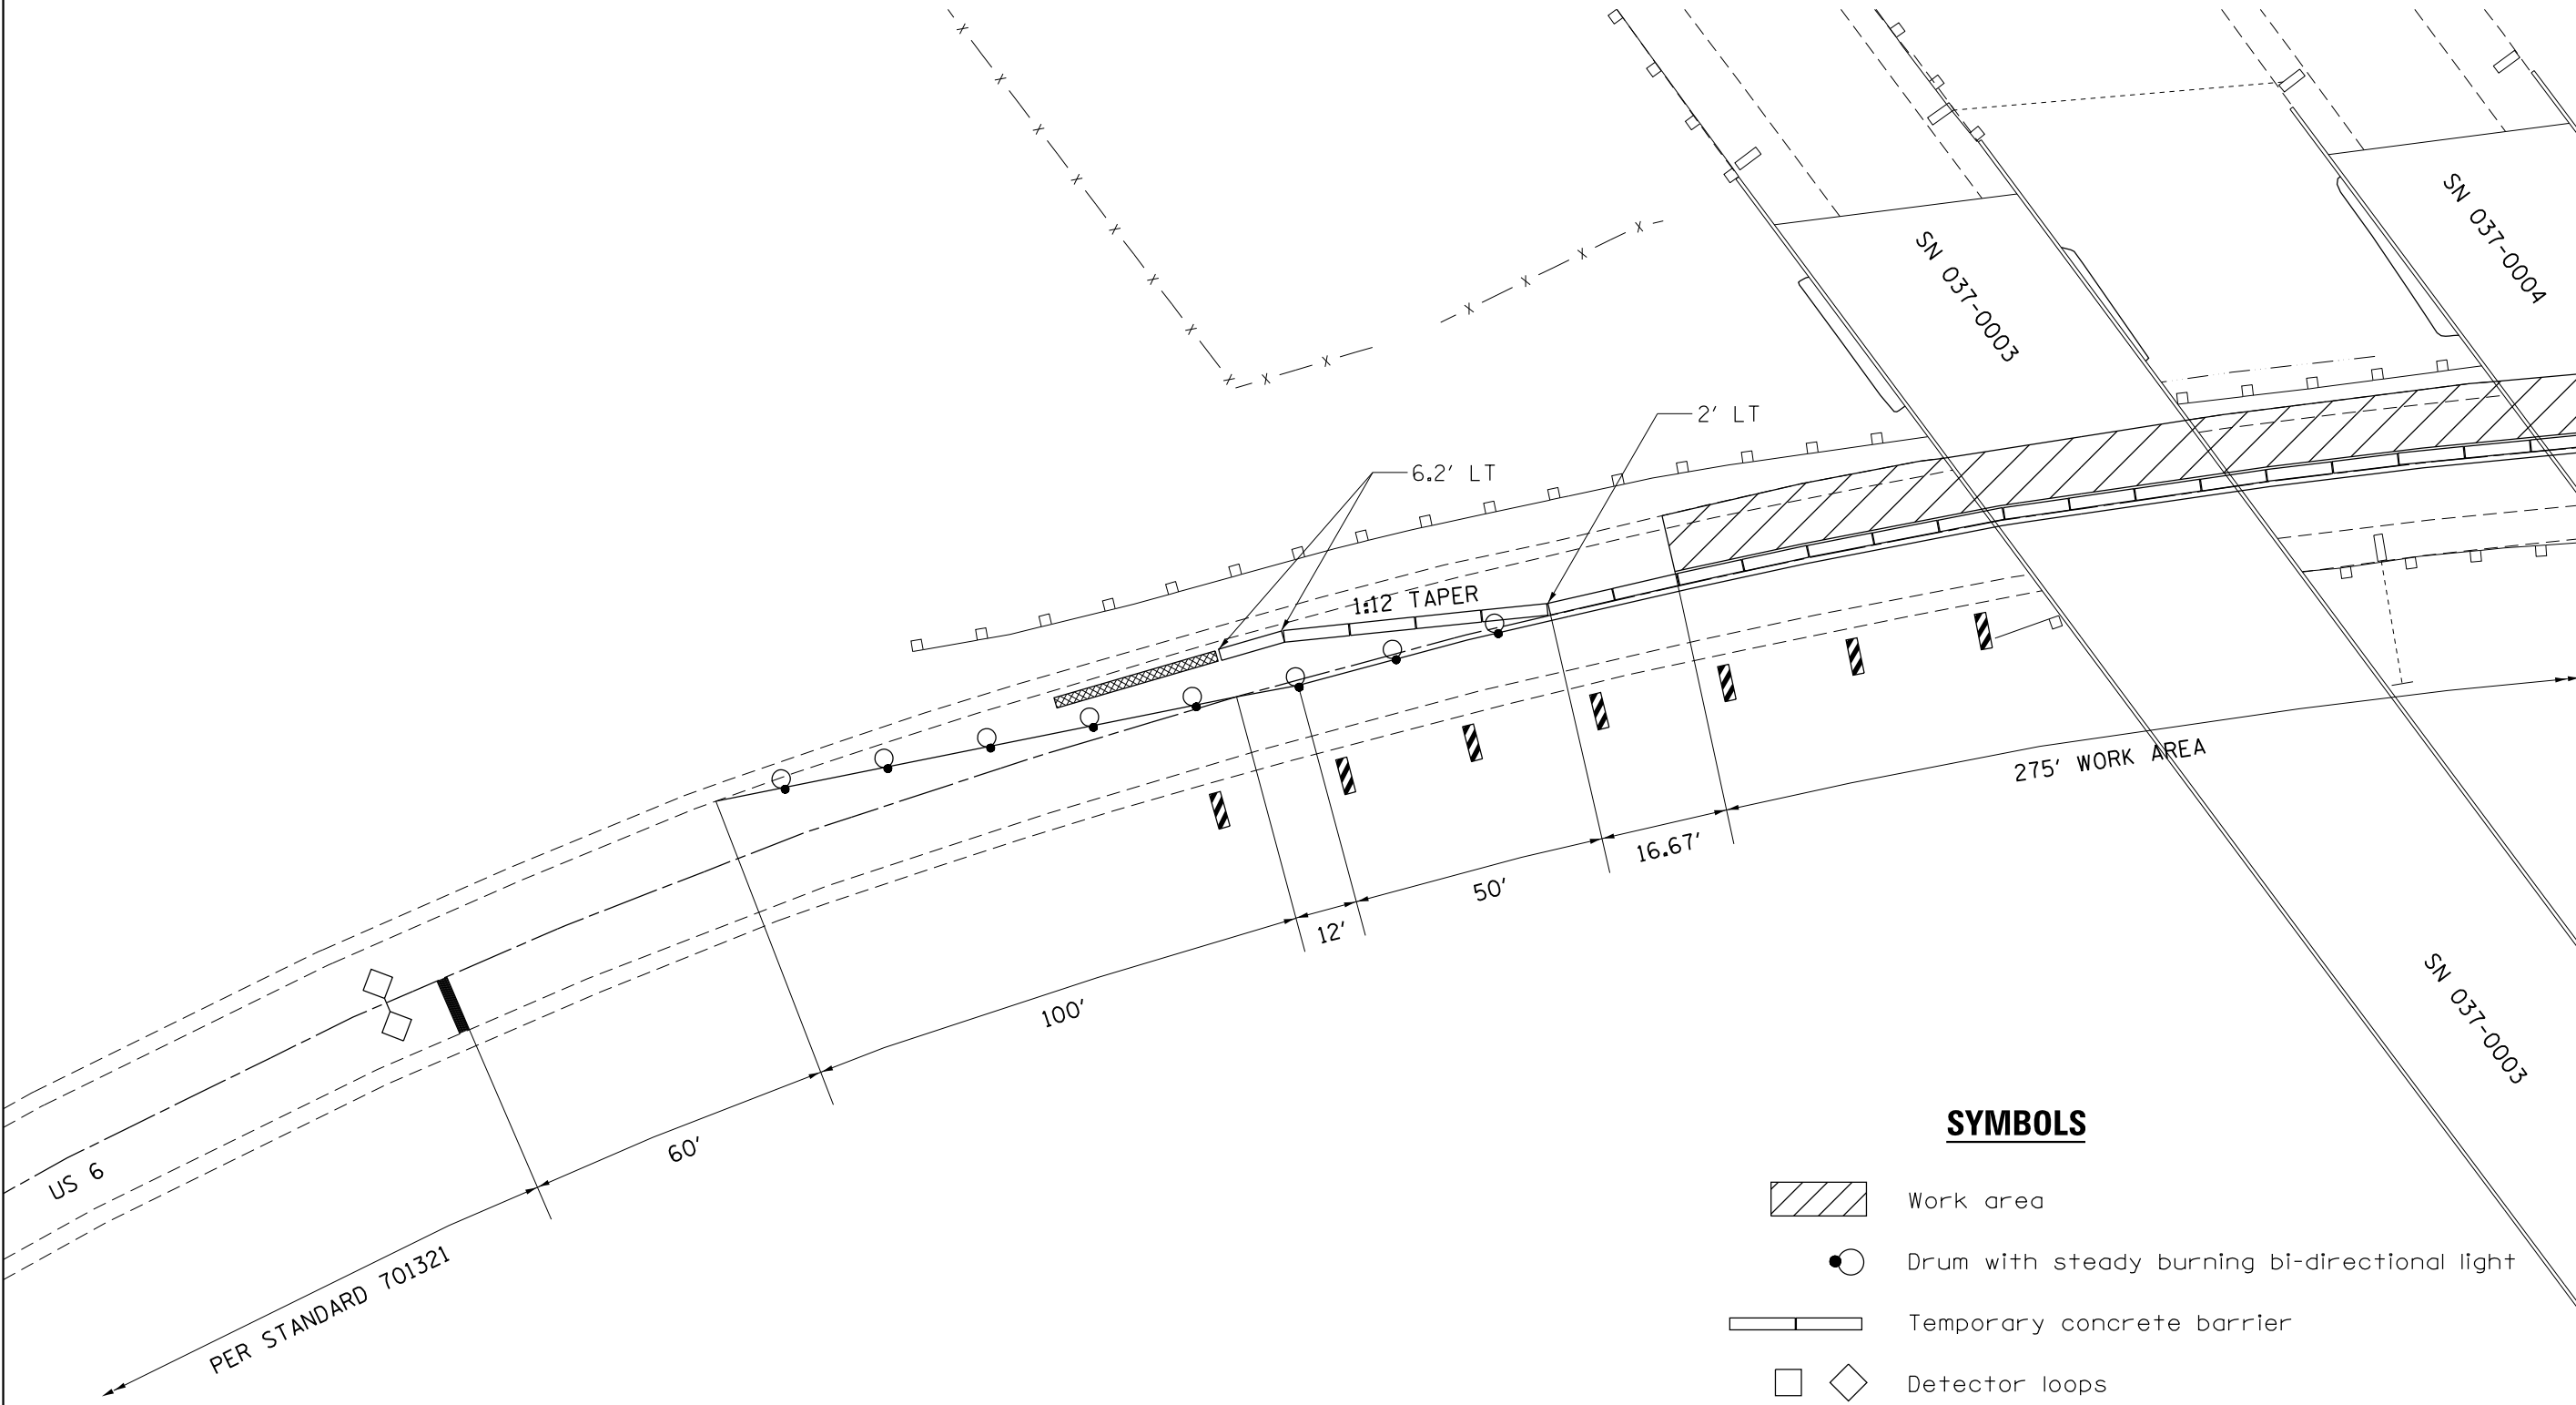 SN 037-0003
SN 037-0004
2' LT
6.2' LT
1:12 TAPER
275' WORK AREA
16.67'
50'
12'
100'
60'
US 6
PER STANDARD 701321
SN 037-0003
SYMBOLS
Work area
Drum with steady burning bi-directional light
Temporary concrete barrier
Detector loops